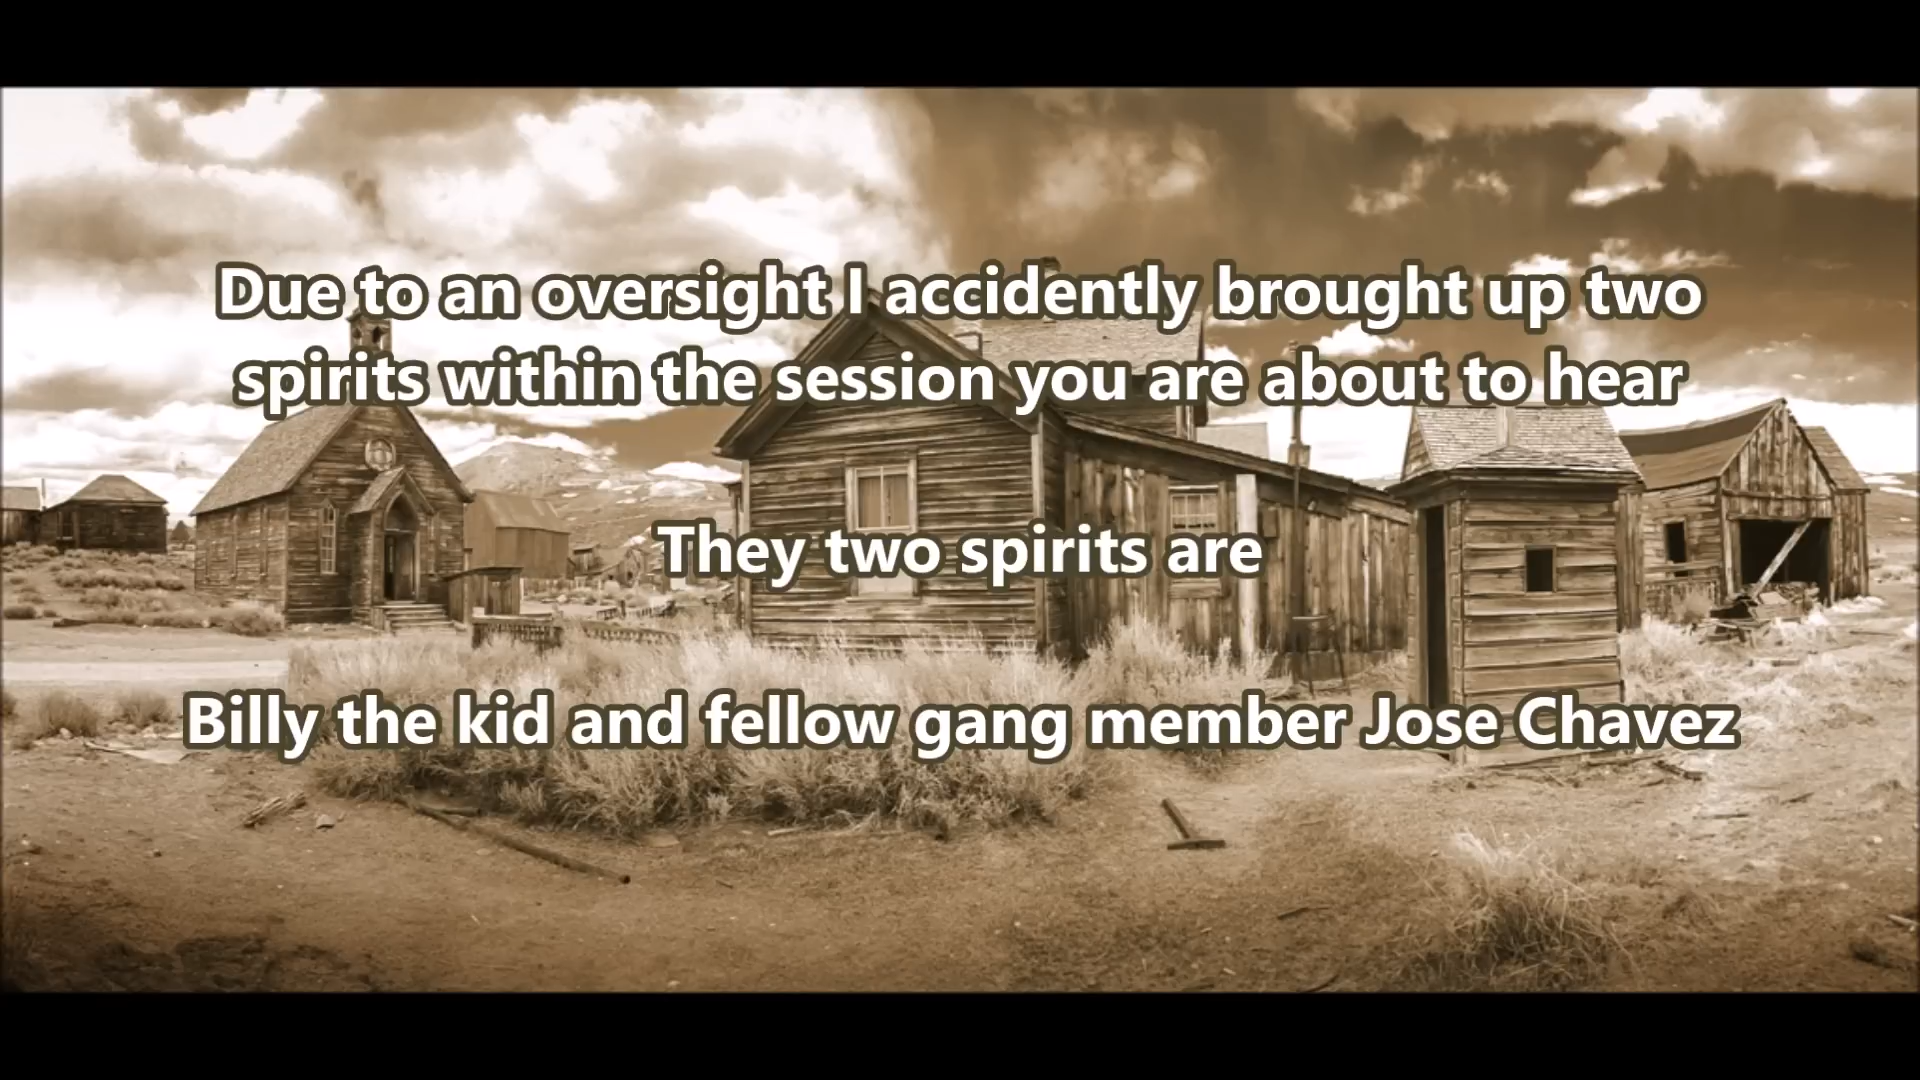 Due to an oversight I accidently brought up two
spirits within the session you are about to hear
They two spirits are
Billy the kid and fellow gang member Jose Chavez